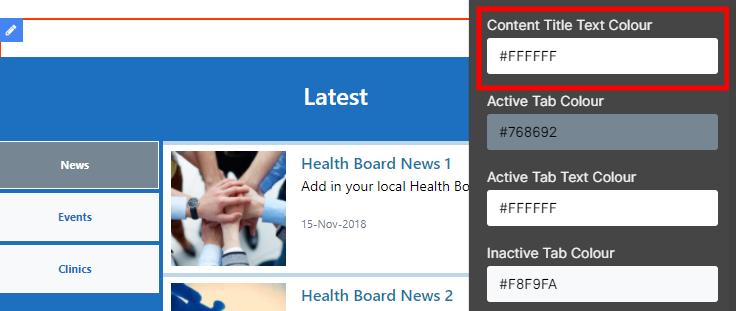 Latest
News
Events
Clinics
Health Board News 1
Add in your local Health Bo
15-Nov-2018
Health Board News 2
Content Title Text Colour
#FFFFFF
Active Tab Colour
#768692
Active Tab Text Colour
#FFFFFF
Inactive Tab Colour
#F8F9FA